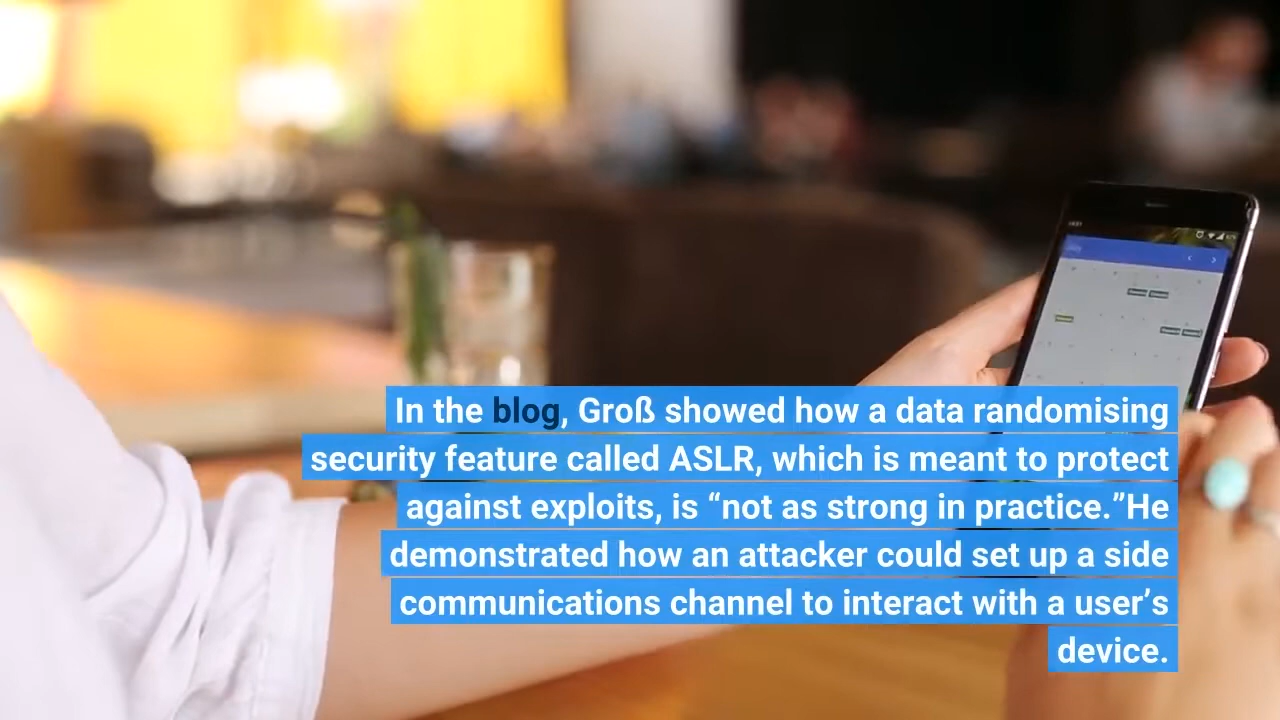 In the blog, Groß showed how a data randomising
security feature called ASLR, which is meant to protect
against exploits, is “not as strong in practice.”He
demonstrated how an attacker could set up a side
communications channel to interact with a user’s
device.